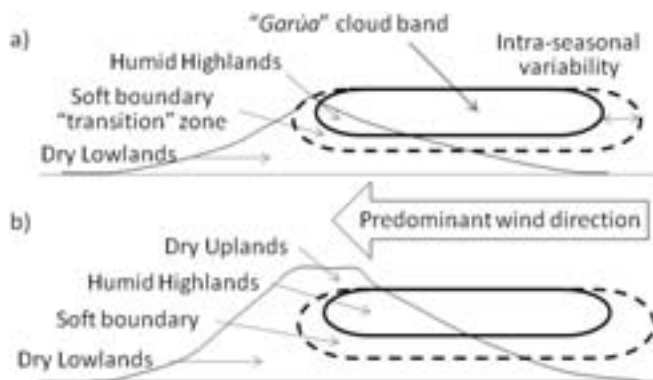 a)
"Garúa" cloud band
Humid Highlands
Intra-seasonal
variability
Soft boundary
"transition" zone
Dry Lowlands
b)
Predominant wind direction
Dry Uplands
Humid Highlands
Soft boundary
Dry Lowlands